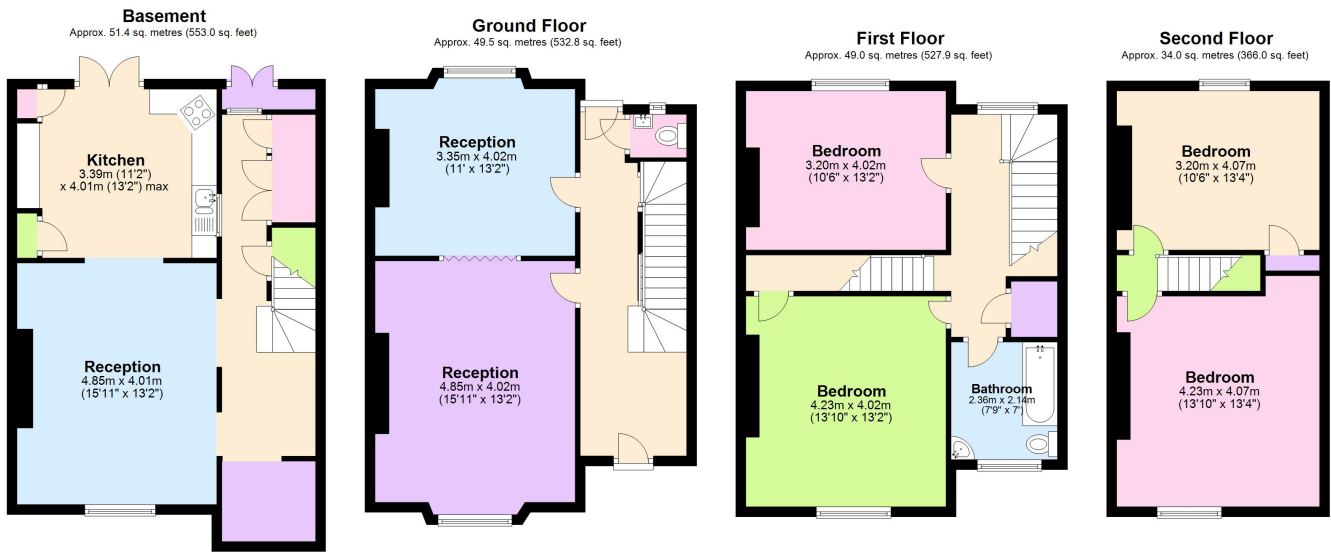 Basement
Approx. 51.4 sq. metres (553.0 sq. feet)
Kitchen
3.39m (11'2")
x 4.01m (13'2") max
Reception
4.85m x 4.01m
(15'11" x 13'2")
Ground Floor
Approx. 49.5 sq. metres (532.8 sq. feet)
Reception
3.35m x 4.02m
(11' x 13'2")
Reception
4.85m x 4.02m
(15'11" x 13'2")
First Floor
Approx. 49.0 sq. metres (527.9 sq. feet)
Bedroom
3.20m x 4.02m
(10'6" x 13'2")
Bedroom
4.23m x 4.02m
(13'10" x 13'2")
Bathroom
2.36m x 2.14m
(7'9" x 7')
Second Floor
Approx. 34.0 sq. metres (366.0 sq. feet)
Bedroom
3.20m x 4.07m
(10'6" x 13'4")
Bedroom
4.23m x 4.07m
(13'10" x 13'4")